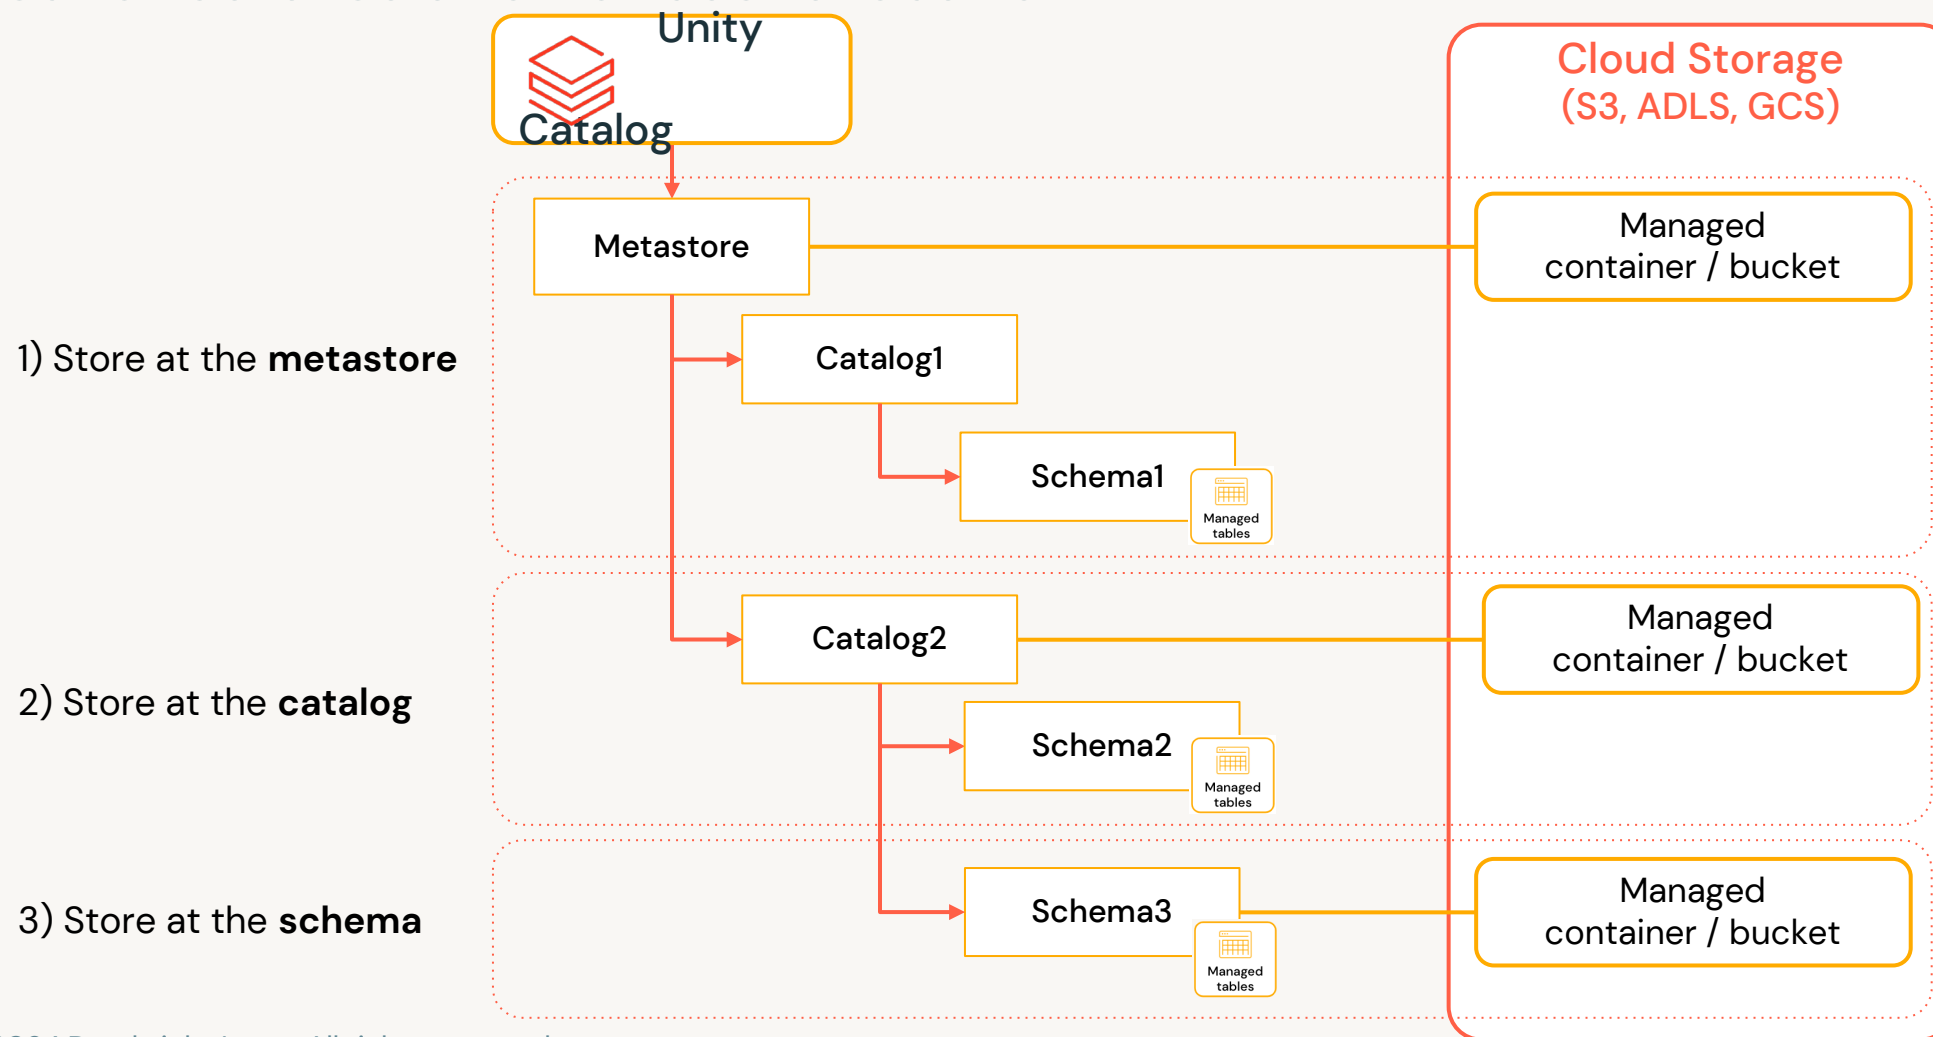 Unity
Catalog
Cloud Storage
(S3, ADLS, GCS)
Metastore
Managed
container / bucket
1) Store at the metastore
Catalog1
Schema1
Managed
tables
Catalog2
Managed
container / bucket
2) Store at the catalog
Schema2
Managed
tables
3) Store at the schema
Schema3
Managed
tables
Managed
container / bucket